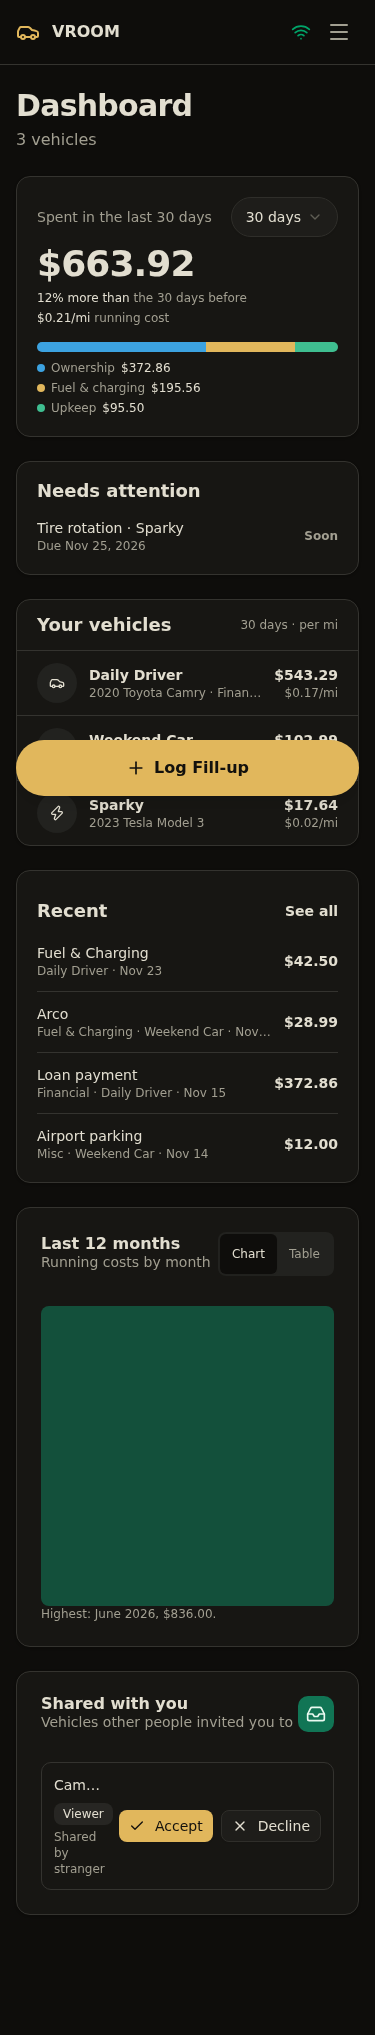 VROOM
Dashboard
3 vehicles
Spent in the last 30 days
30 days
$663.92
12% more than the 30 days before
$0.21/mi running cost
Ownership $372.86
Fuel & charging $195.56
Upkeep $95.50
Needs attention
Tire rotation · Sparky
Due Nov 25, 2026
Soon
Your vehicles
30 days · per mi
Daily Driver
$543.29
2020 Toyota Camry · Finan…
$0.17/mi
Weekend Car
$102.99
Log Fill-up
Sparky
$17.64
2023 Tesla Model 3
$0.02/mi
Recent
See all
Fuel & Charging
Daily Driver · Nov 23
$42.50
Arco
Fuel & Charging · Weekend Car · Nov…
$28.99
Loan payment
Financial · Daily Driver · Nov 15
$372.86
Airport parking
Misc · Weekend Car · Nov 14
$12.00
Last 12 months
Running costs by month
Chart
Table
Highest: June 2026, $836.00.
Shared with you
Vehicles other people invited you to
Cam…
Viewer
Shared
by
stranger
Accept
Decline